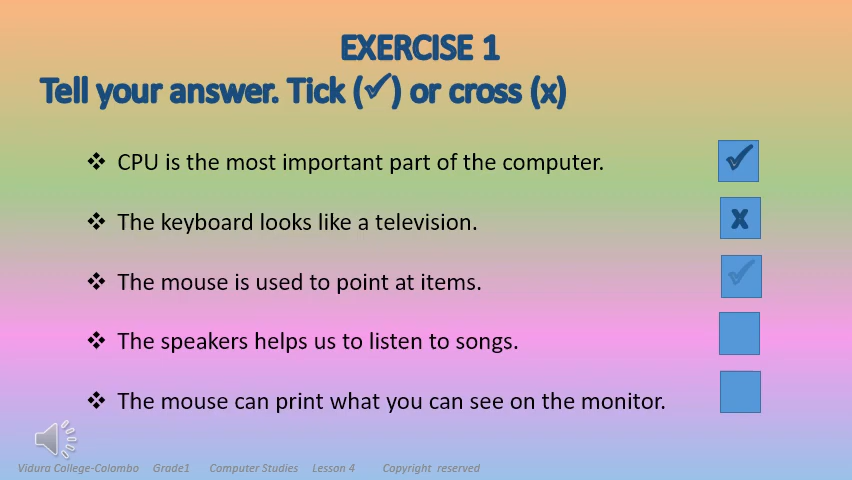 EXERCISE 1
Tell your answer. Tick (✓) or cross (x)
❖ CPU is the most important part of the computer. ✓
❖ The keyboard looks like a television. x
❖ The mouse is used to point at items. ✓
❖ The speakers helps us to listen to songs.
❖ The mouse can print what you can see on the monitor.
Vidura College-Colombo Grade1 Computer Studies Lesson 4 Copyright reserved